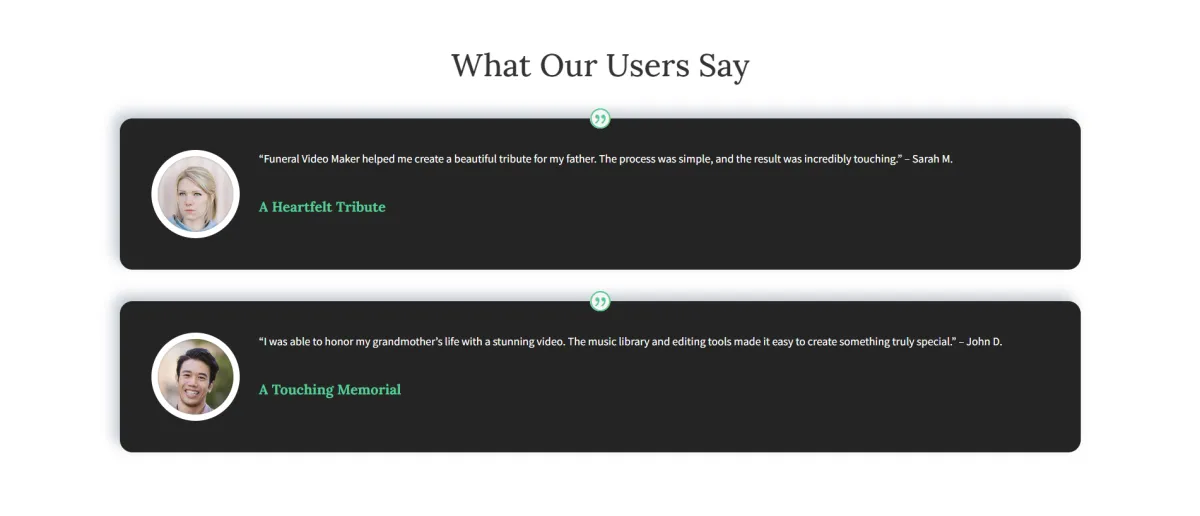 What Our Users Say
“Funeral Video Maker helped me create a beautiful tribute for my father. The process was simple, and the result was incredibly touching.” – Sarah M.
A Heartfelt Tribute
“I was able to honor my grandmother’s life with a stunning video. The music library and editing tools made it easy to create something truly special.” – John D.
A Touching Memorial